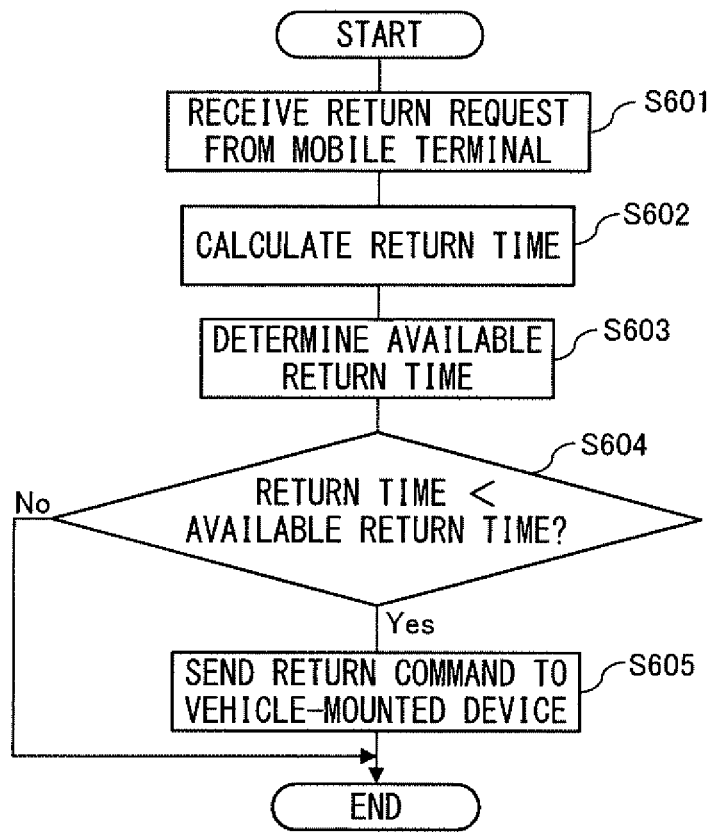 START
RECEIVE RETURN REQUEST
FROM MOBILE TERMINAL
S601
CALCULATE RETURN TIME
S602
DETERMINE AVAILABLE
RETURN TIME
S603
RETURN TIME <
AVAILABLE RETURN TIME?
S604
No
Yes
SEND RETURN COMMAND TO
VEHICLE-MOUNTED DEVICE
S605
END